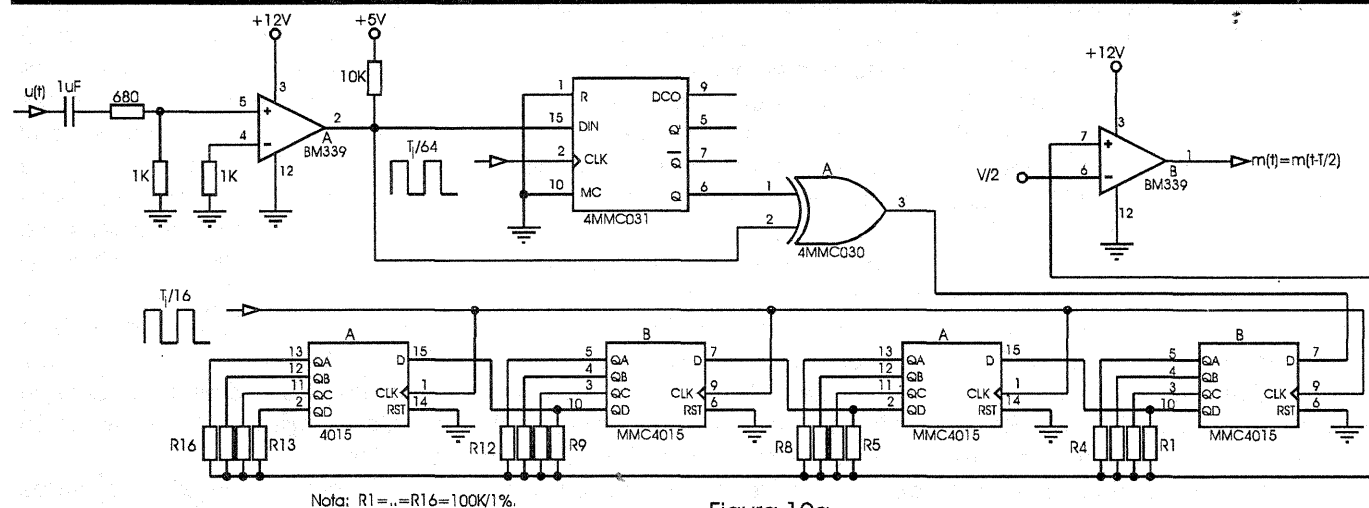 +12V
+5V
+12V
u(t)
1uF
680
10K
3
5
+
2
4
-
A
BM339
12
1K
1K
Tj/64
1
R
DCO
9
15
DIN
Q
5
2
CLK
Q
7
10
MC
Q
6
4MMC031
1
A
2
3
4MMC030
V/2
7
+
3
6
-
1
B
BM339
12
m(t)=m(t-T/2)
Tj/16
A
13
QA
D
15
12
QB
11
QC
CLK
1
2
QD
RST
14
4015
R16
R13
B
5
QA
D
7
4
QB
3
QC
CLK
9
10
QD
RST
6
MMC4015
R12
R9
A
13
QA
D
15
12
QB
11
QC
CLK
1
2
QD
RST
14
MMC4015
R8
R5
B
5
QA
D
7
4
QB
3
QC
CLK
9
10
QD
RST
6
MMC4015
R4
R1
Nota: R1=..=R16=100K/1%.
Figura 10a